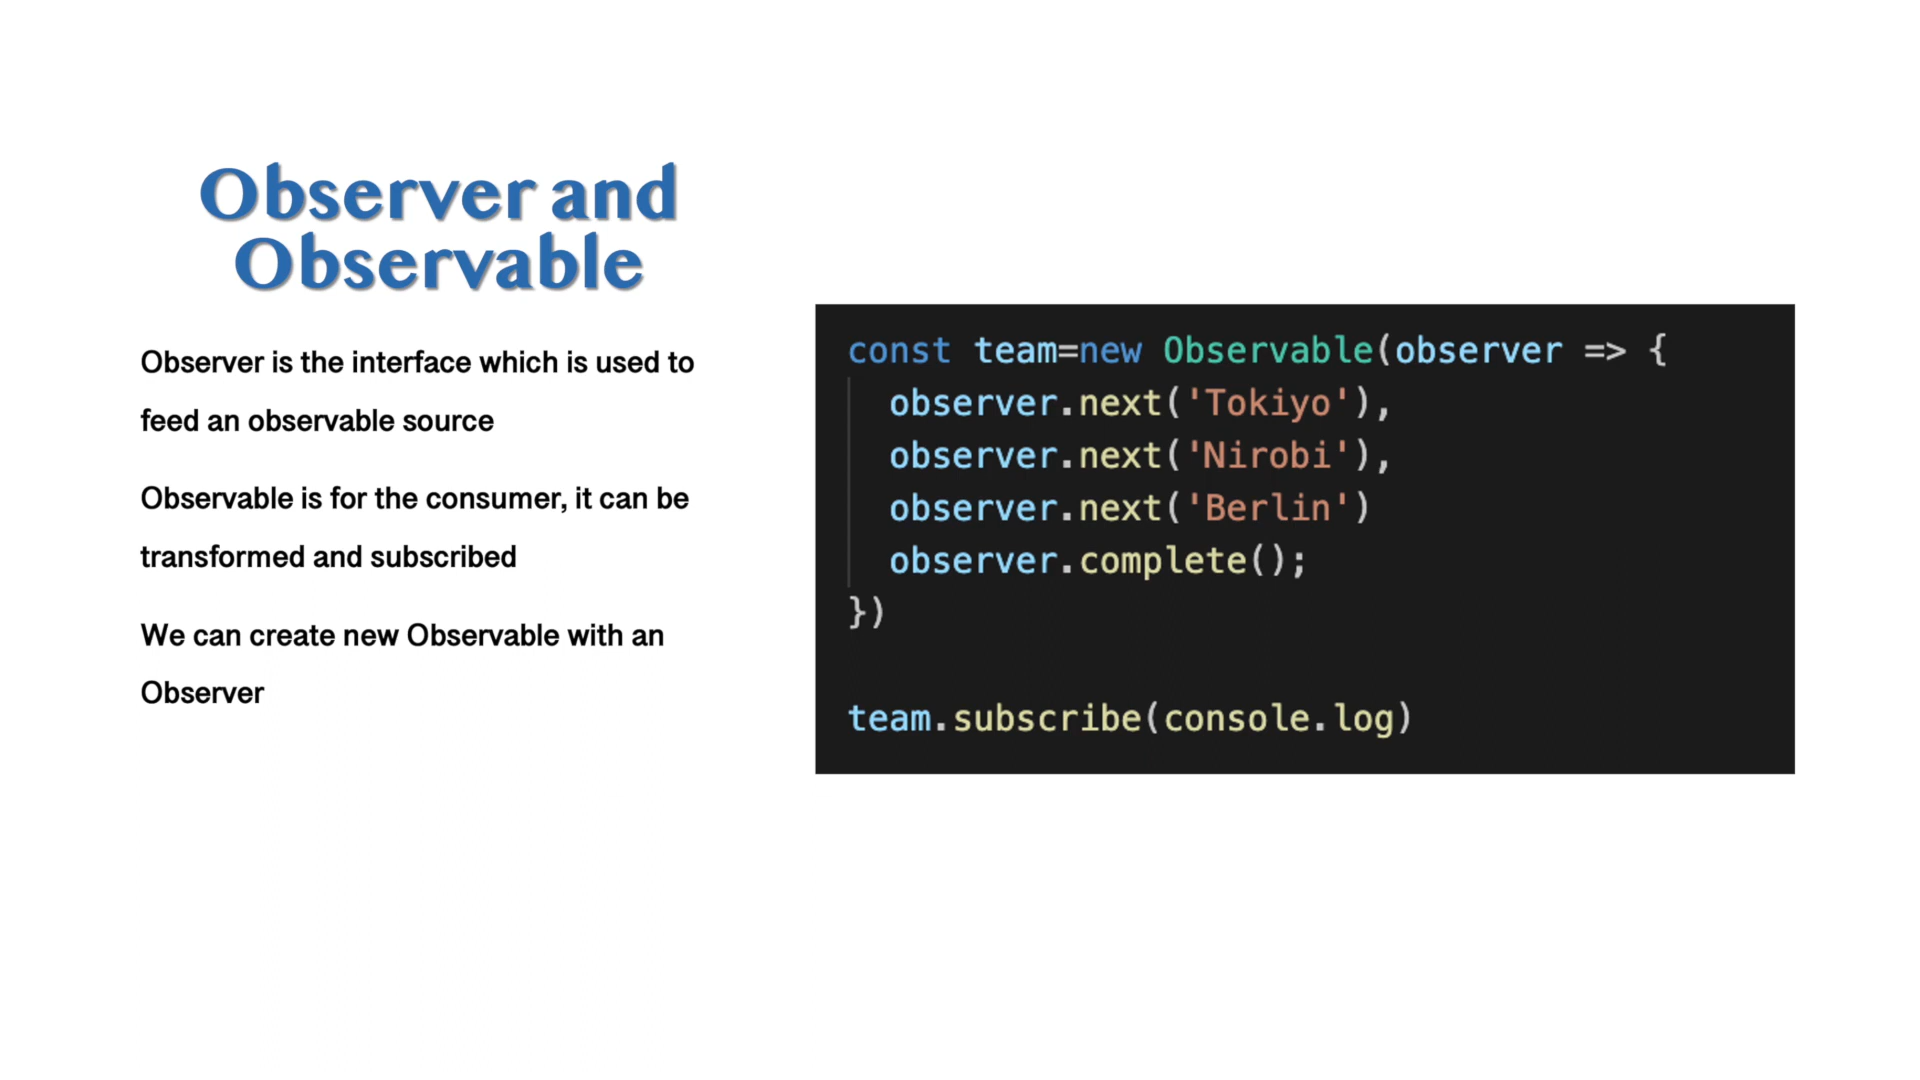 Observer and
Observable
Observer is the interface which is used to
feed an observable source
Observable is for the consumer, it can be
transformed and subscribed
We can create new Observable with an
Observer
const team=new Observable(observer => {
  observer.next('Tokiyo'),
  observer.next('Nirobi'),
  observer.next('Berlin')
  observer.complete();
})
team.subscribe(console.log)